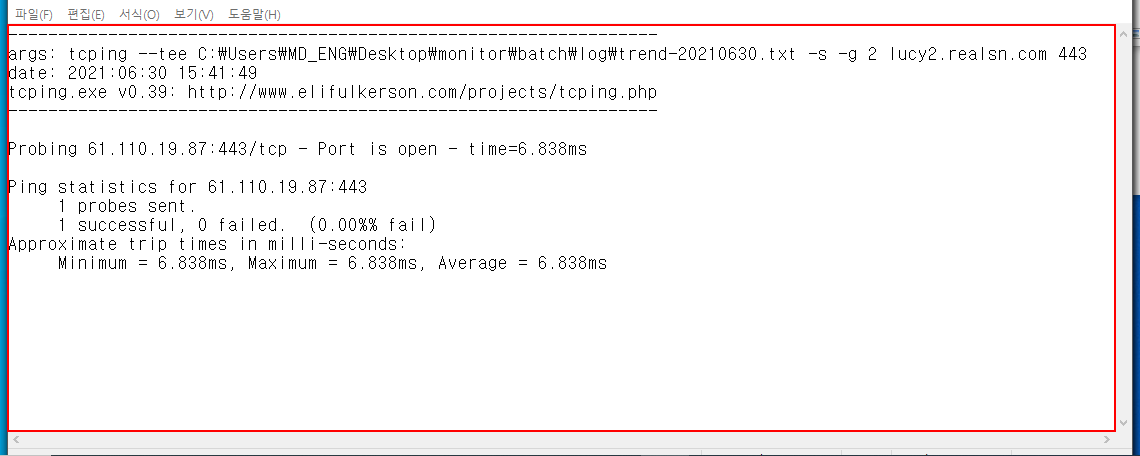 파일(F) 편집(E) 서식(O) 보기(V) 도움말(H)
-----------------------------------------------------------------
args: tcping --tee C:₩Users₩MD_ENG₩Desktop₩monitor₩batch₩log₩trend-20210630.txt -s -g 2 lucy2.realsn.com 443
date: 2021:06:30 15:41:49
tcping.exe v0.39: http://www.elifulkerson.com/projects/tcping.php
-----------------------------------------------------------------
Probing 61.110.19.87:443/tcp - Port is open - time=6.838ms
Ping statistics for 61.110.19.87:443
1 probes sent.
1 successful, 0 failed.  (0.00%% fail)
Approximate trip times in milli-seconds:
Minimum = 6.838ms, Maximum = 6.838ms, Average = 6.838ms